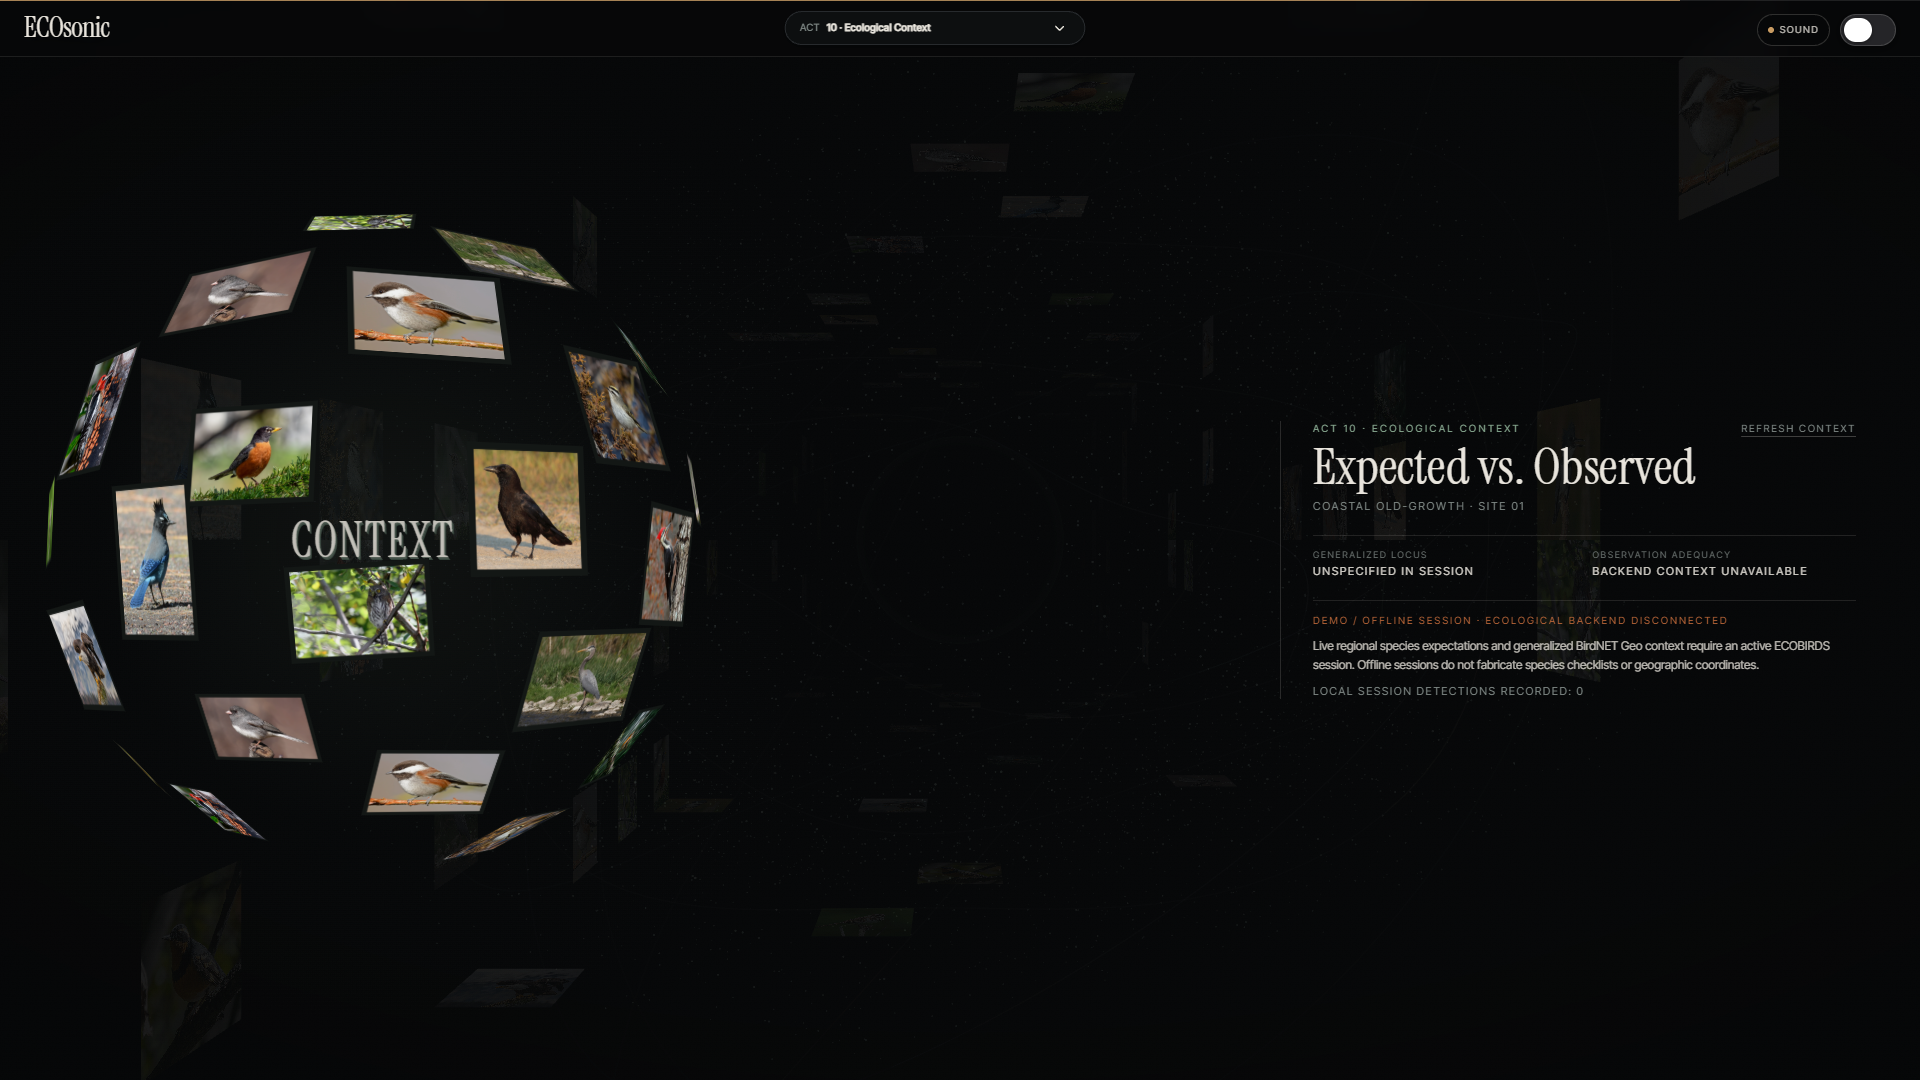 ECOsonic
ACT 10 · Ecological Context
SOUND
CONTEXT
ACT 10 · ECOLOGICAL CONTEXT
REFRESH CONTEXT
Expected vs. Observed
COASTAL OLD-GROWTH · SITE 01
GENERALIZED LOCUS
UNSPECIFIED IN SESSION
OBSERVATION ADEQUACY
BACKEND CONTEXT UNAVAILABLE
DEMO / OFFLINE SESSION · ECOLOGICAL BACKEND DISCONNECTED
Live regional species expectations and generalized BirdNET Geo context require an active ECOBIRDS
session. Offline sessions do not fabricate species checklists or geographic coordinates.
LOCAL SESSION DETECTIONS RECORDED: 0